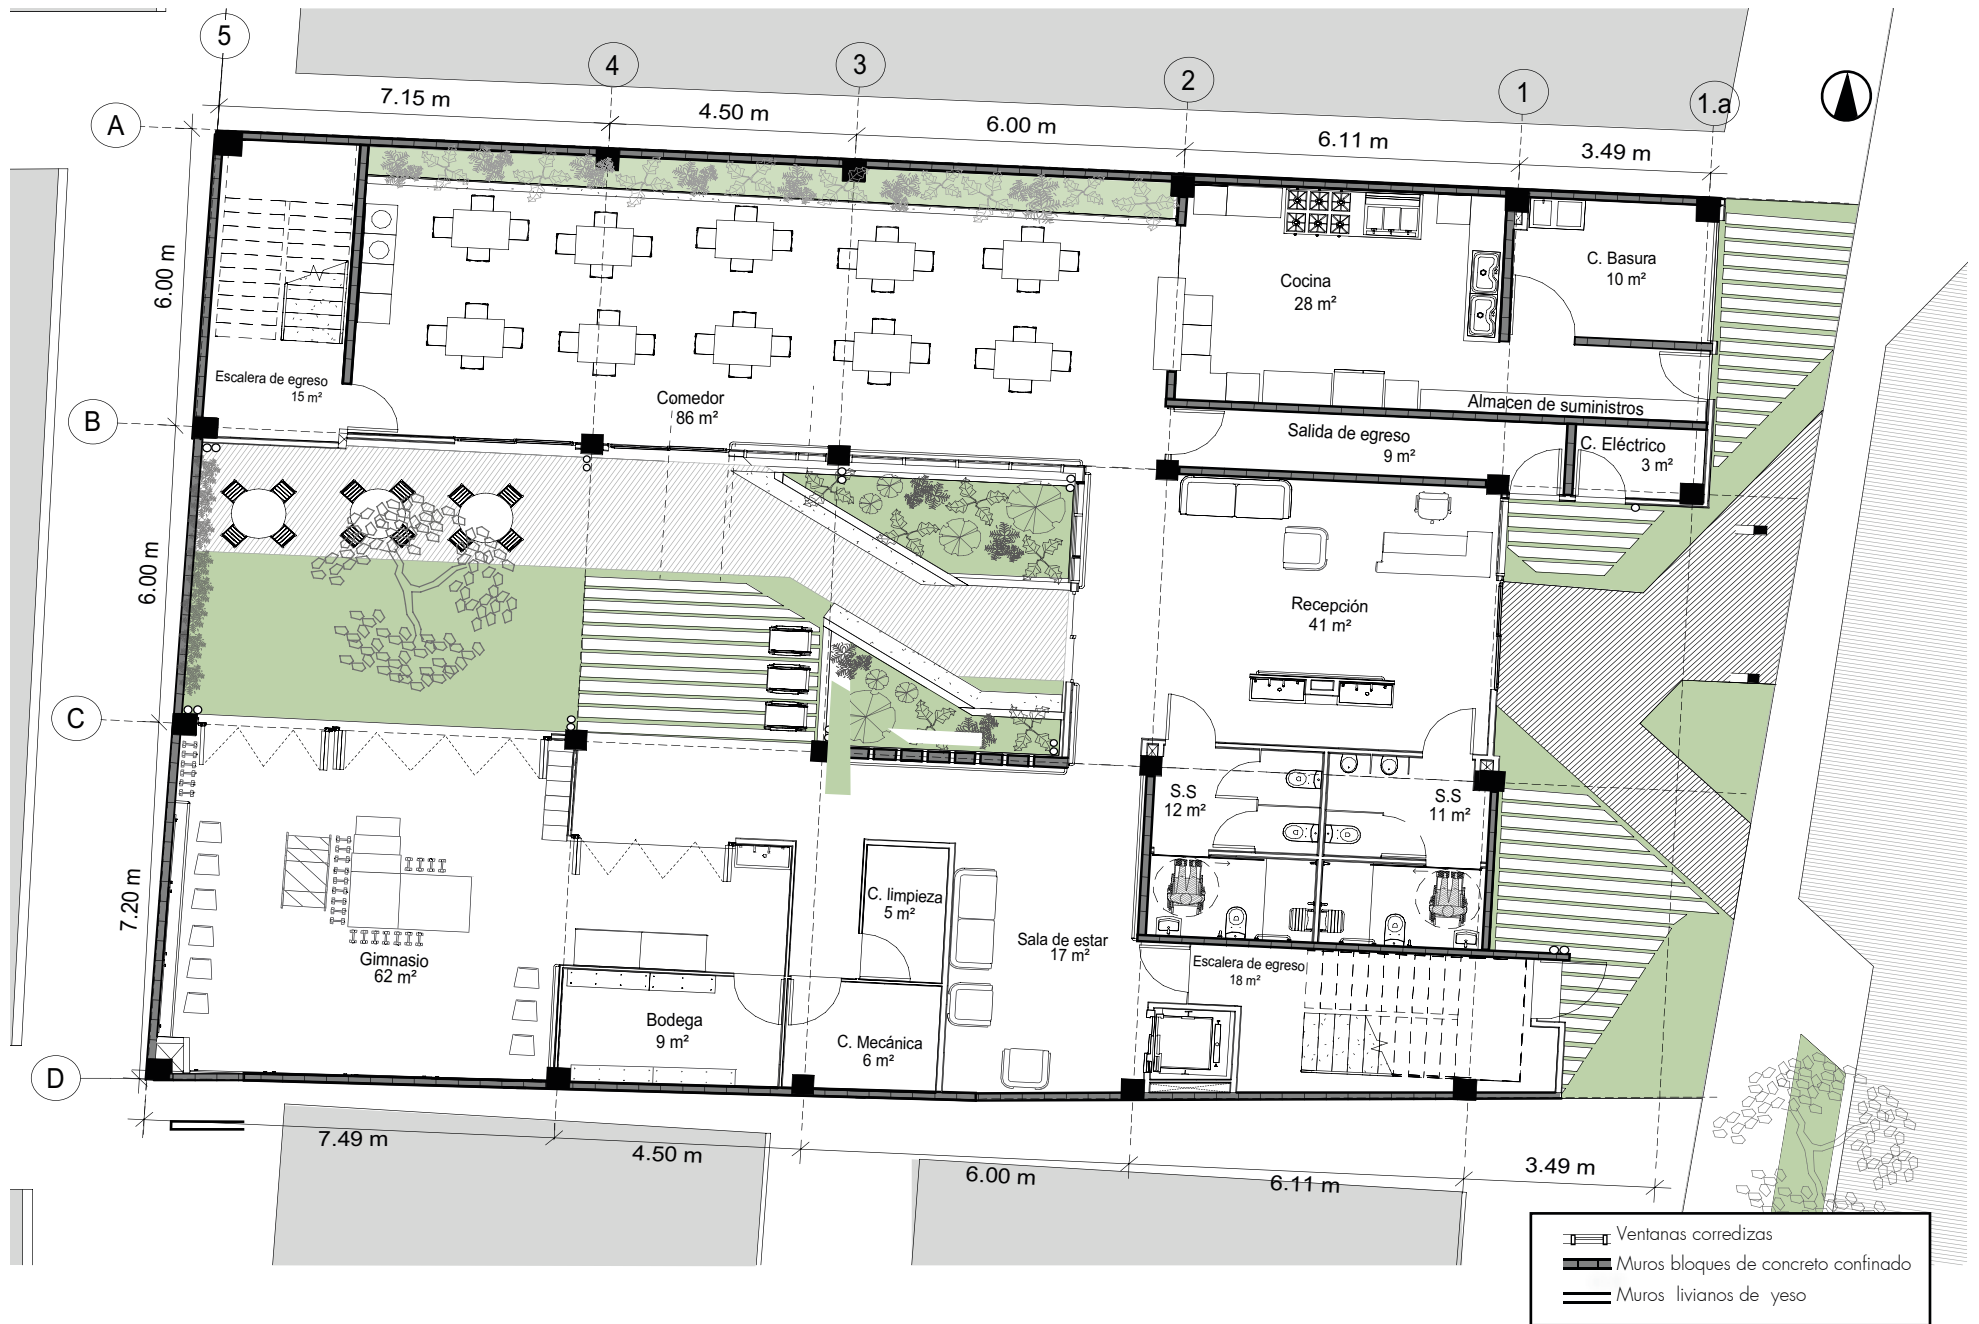 5
4
3
2
1
1.a
7.15 m
4.50 m
6.00 m
6.11 m
3.49 m
A
6.00 m
B
6.00 m
C
7.20 m
D
C. Basura
10 m²
Cocina
28 m²
Escalera de egreso
15 m²
Comedor
86 m²
Almacen de suministros
Salida de egreso
9 m²
C. Eléctrico
3 m²
Recepción
41 m²
S.S
12 m²
S.S
11 m²
C. limpieza
5 m²
Sala de estar
17 m²
Gimnasio
62 m²
Escalera de egreso
18 m²
Bodega
9 m²
C. Mecánica
6 m²
7.49 m
4.50 m
6.00 m
6.11 m
3.49 m
Ventanas corredizas
Muros bloques de concreto confinado
Muros livianos de yeso